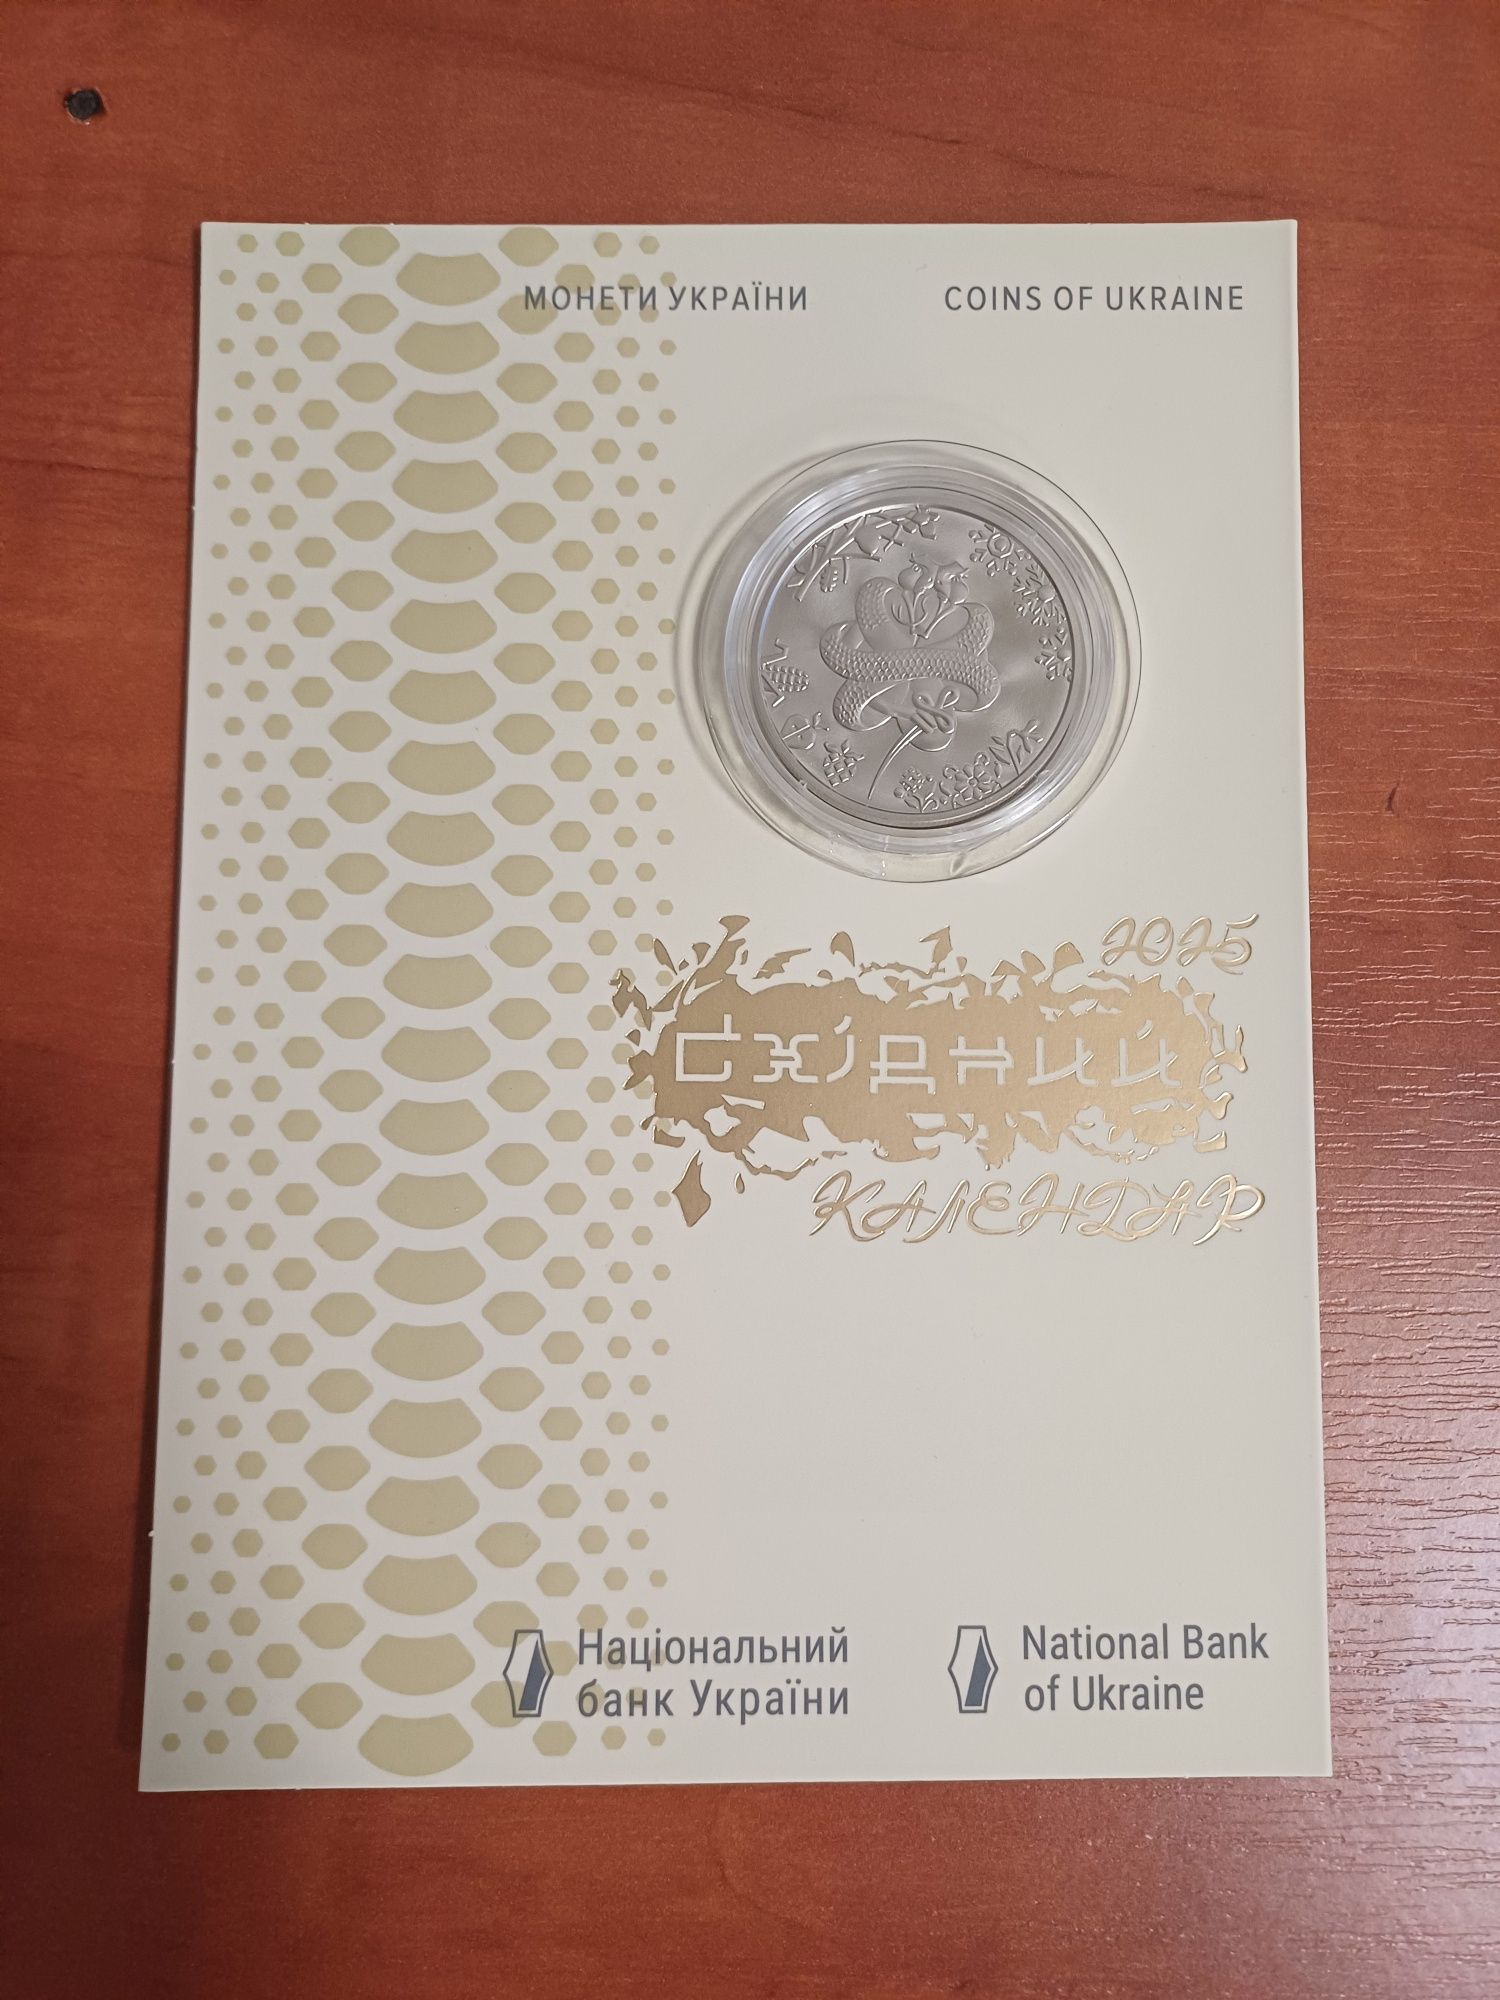 МОНЕТИ УКРАЇНИ
COINS OF UKRAINE
2025
СХІДНИЙ
КАЛЕНДАР
Національний
банк України
National Bank
of Ukraine